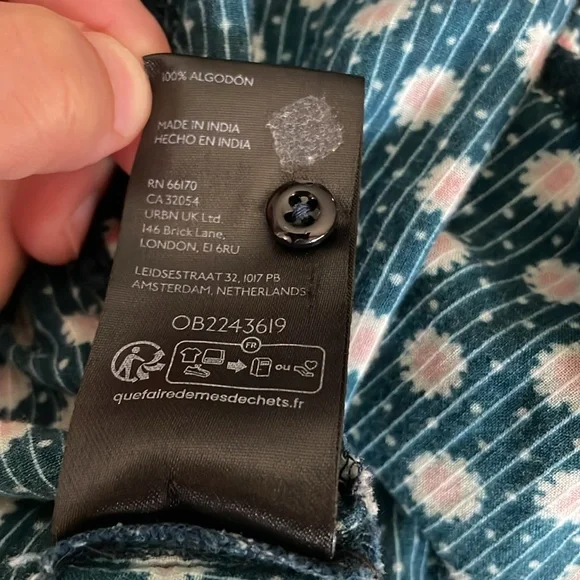 100% ALGODÓN
MADE IN INDIA
HECHO EN INDIA
RN 66170
CA 32054
URBN UK Ltd.
146 Brick Lane,
LONDON, E1 6RU
LEIDSESTRAAT 32, 1017 PB
AMSTERDAM, NETHERLANDS
OB2243619
FR
ou
quefairedemesdechets.fr